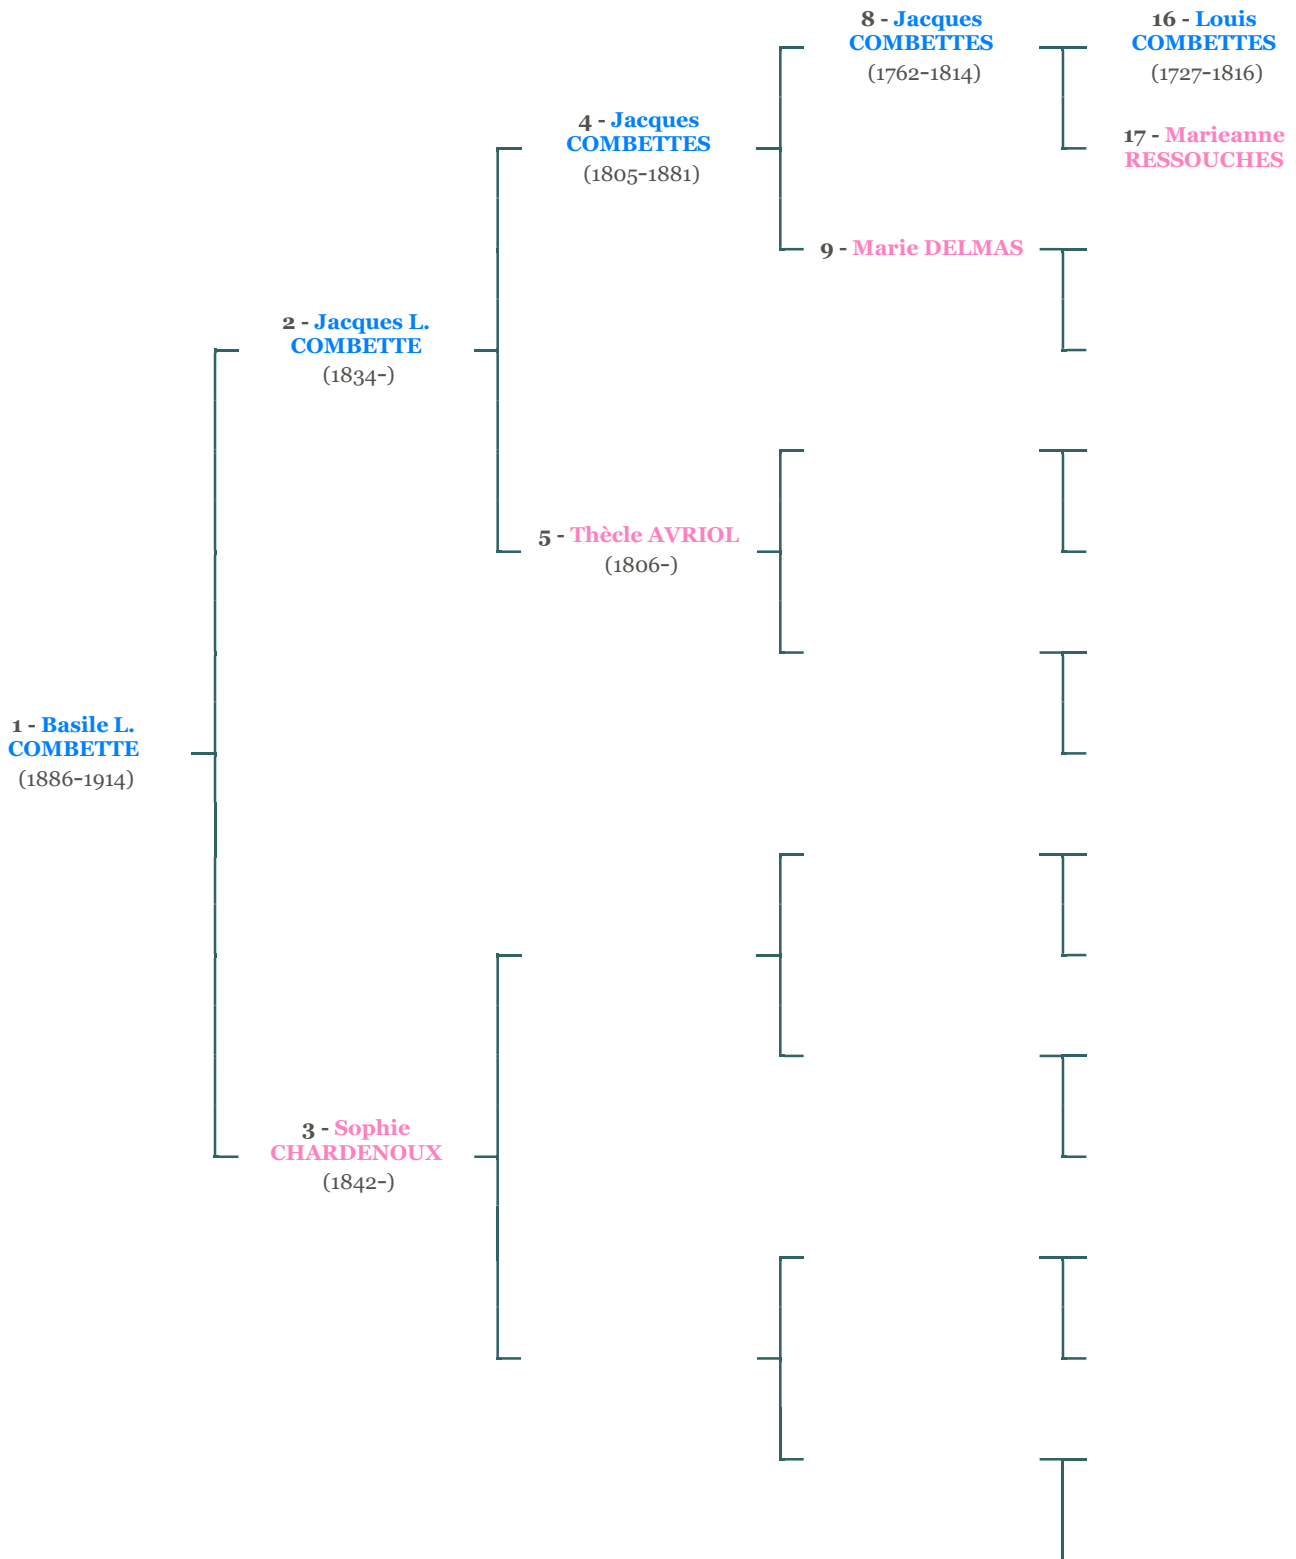 8 - Jacques
COMBETTES
(1762-1814)
16 - Louis
COMBETTES
(1727-1816)
4 - Jacques
COMBETTES
(1805-1881)
17 - Marieanne
RESSOUCHES
9 - Marie DELMAS
2 - Jacques L.
COMBETTE
(1834-)
5 - Thècle AVRIOL
(1806-)
1 - Basile L.
COMBETTE
(1886-1914)
3 - Sophie
CHARDENOUX
(1842-)